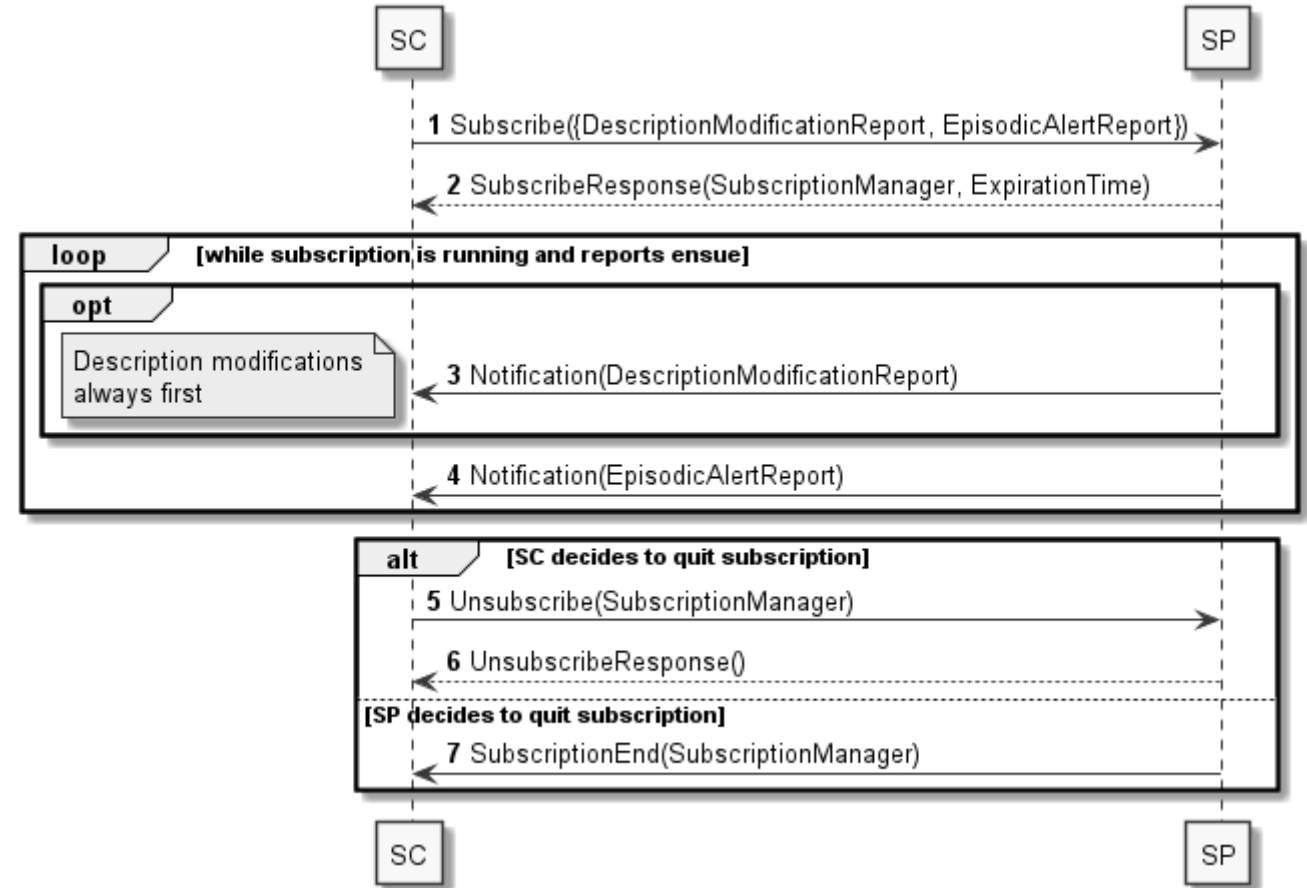 SC SP
1 Subscribe({DescriptionModificationReport, EpisodicAlertReport})
2 SubscribeResponse(SubscriptionManager, ExpirationTime)
loop [while subscription is running and reports ensue]
opt
Description modifications
always first
3 Notification(DescriptionModificationReport)
4 Notification(EpisodicAlertReport)
alt [SC decides to quit subscription]
5 Unsubscribe(SubscriptionManager)
6 UnsubscribeResponse()
[SP decides to quit subscription]
7 SubscriptionEnd(SubscriptionManager)
SC SP